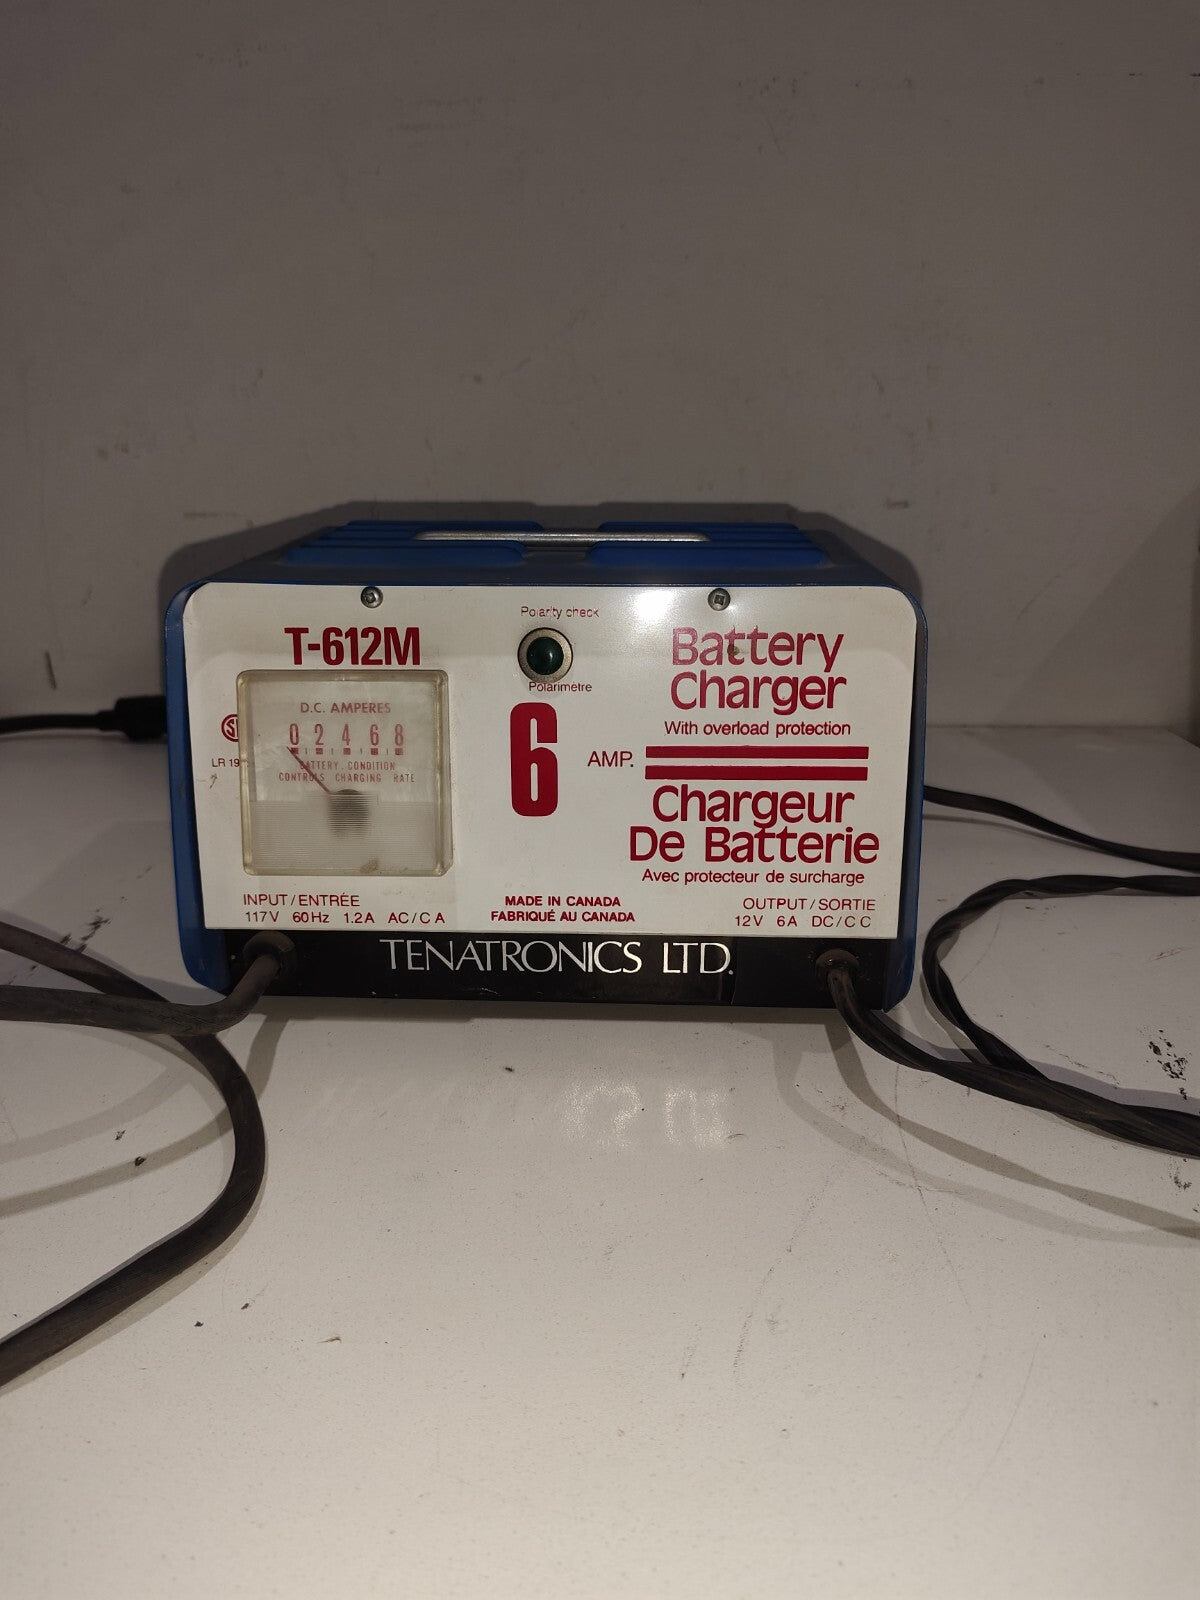 Polarity check
T-612M
Polarimètre
Battery
Charger
With overload protection
D.C. AMPERES
0 2 4 6 8
BATTERY CONDITION
CONTROLS CHARGING RATE
LR
6 AMP.
Chargeur
De Batterie
Avec protecteur de surcharge
INPUT/ENTRÉE
117V 60Hz 1.2A AC/CA
MADE IN CANADA
FABRIQUÉ AU CANADA
OUTPUT/SORTIE
12V 6A DC/CC
TENATRONICS LTD.